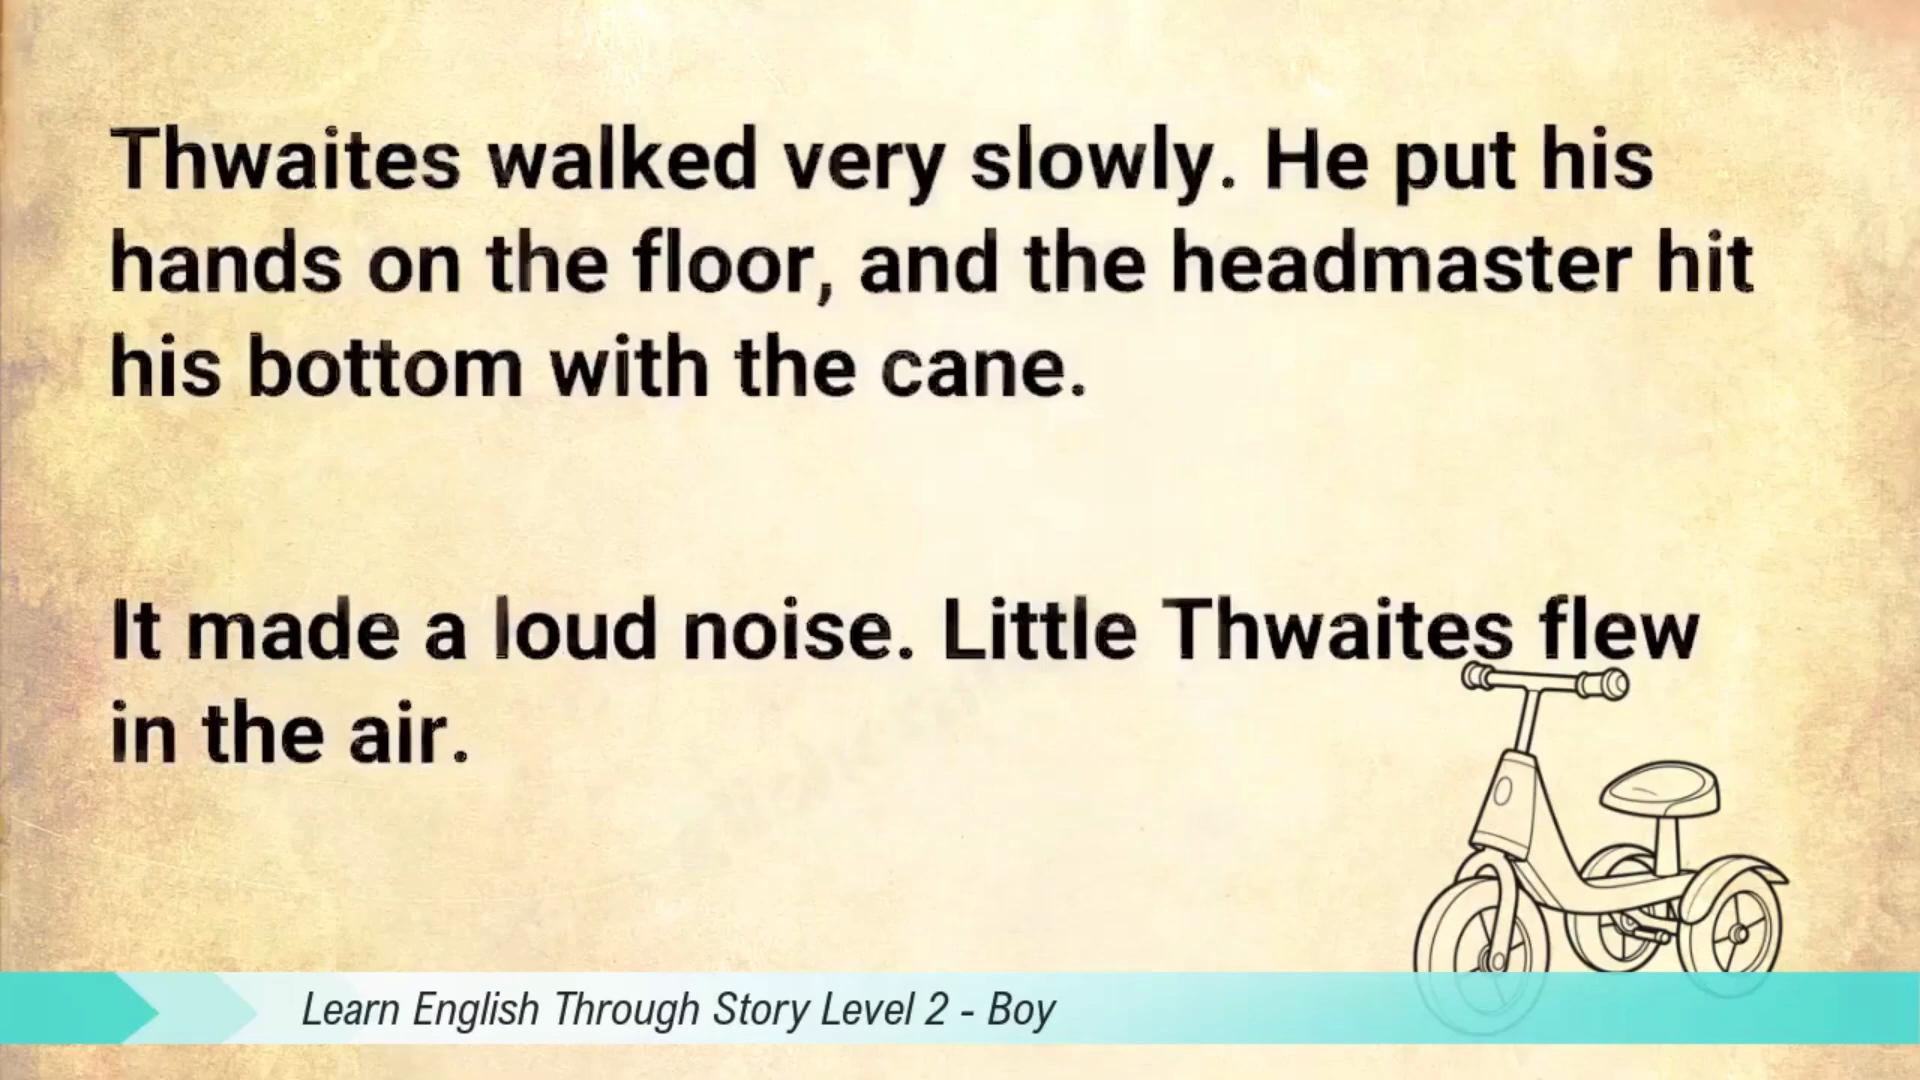 Thwaites walked very slowly. He put his
hands on the floor, and the headmaster hit
his bottom with the cane.
It made a loud noise. Little Thwaites flew
in the air.
Learn English Through Story Level 2 - Boy